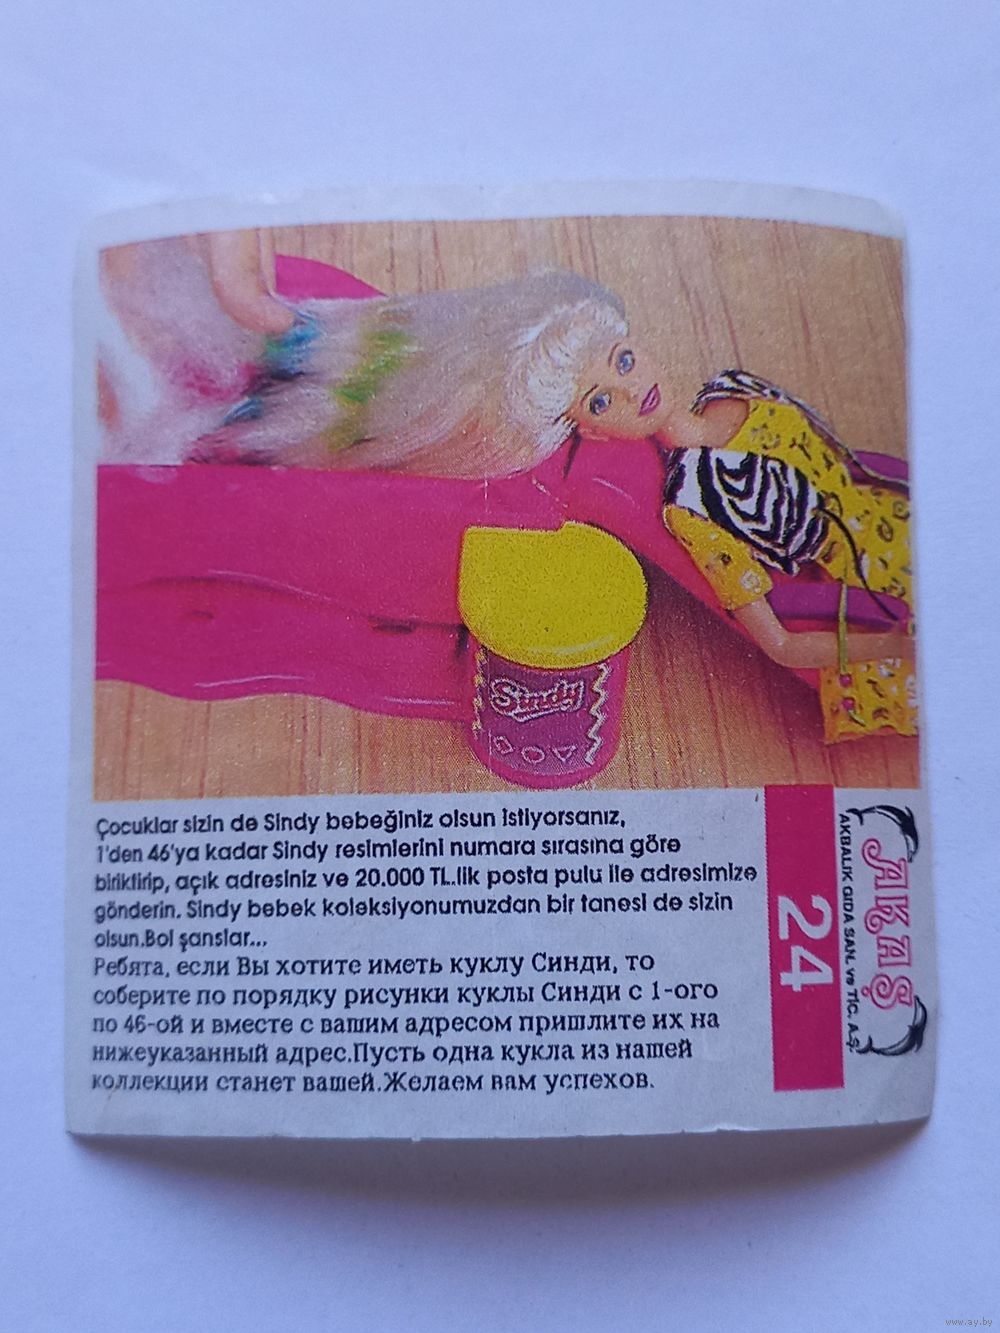 Sindy
Çocuklar sizin de Sindy bebeğiniz olsun istiyorsanız,
1'den 46'ya kadar Sindy resimlerini numara sırasına göre
biriktirip, açık adresiniz ve 20.000 TL.lik posta pulu ile adresimize
gönderin. Sindy bebek koleksiyonumuzdan bir tanesi de sizin
olsun.Bol şanslar...
Ребята, если Вы хотите иметь куклу Синди, то
соберите по порядку рисунки куклы Синди с 1-ого
по 46-ой и вместе с вашим адресом пришлите их на
нижеуказанный адрес.Пусть одна кукла из нашей
коллекции станет вашей.Желаем вам успехов.
24
AKBALIK GIDA SAN. ve TİC. A.Ş.
AKAŞ
www.ay.by